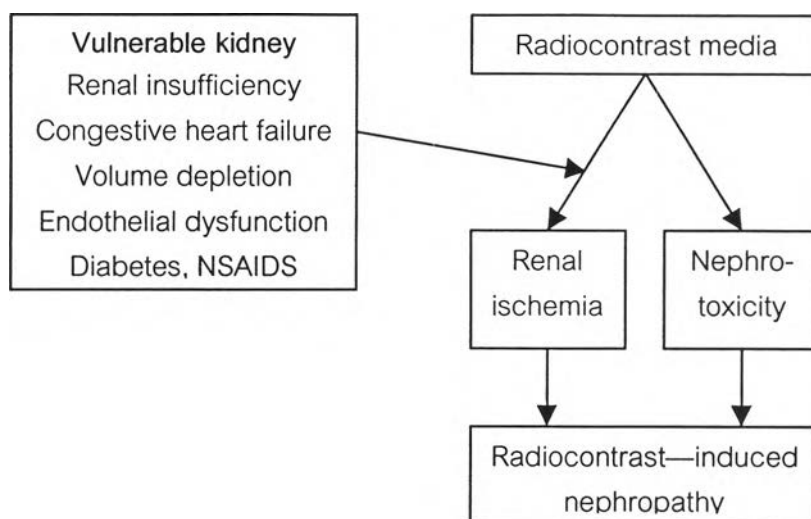 Vulnerable kidney
Renal insufficiency
Congestive heart failure
Volume depletion
Endothelial dysfunction
Diabetes, NSAIDS
Radiocontrast media
Renal
ischemia
Nephro-
toxicity
Radiocontrast—induced
nephropathy